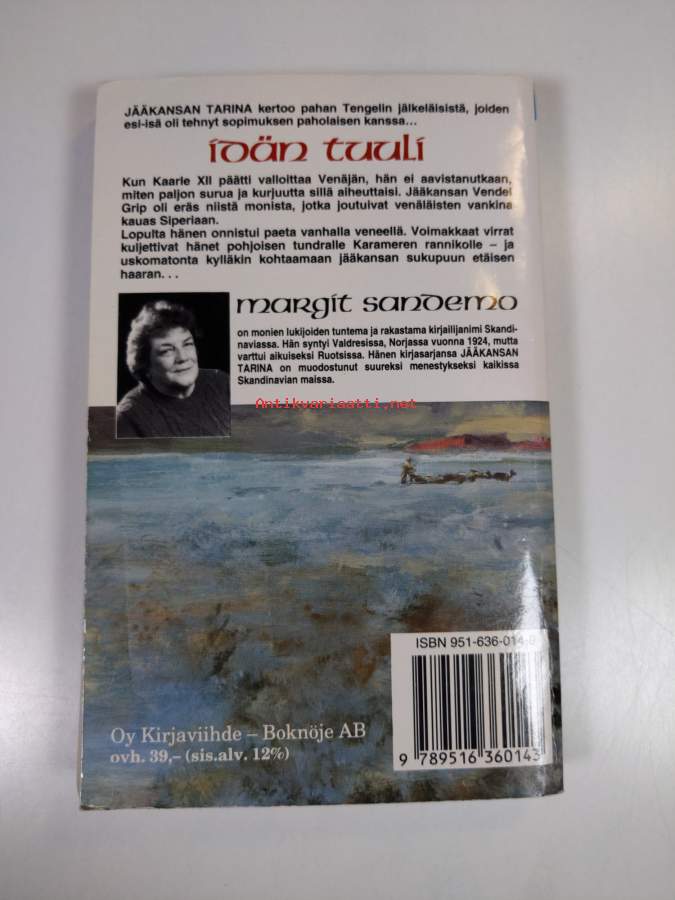 JÄÄKANSAN TARINA kertoo pahan Tengelin jälkeläisistä, joiden
esi-isä oli tehnyt sopimuksen paholaisen kanssa...
idän tuuli
Kun Kaarle XII päätti valloittaa Venäjän, hän ei aavistanutkaan,
miten paljon surua ja kurjuutta sillä aiheuttaisi. Jääkansan Vendel
Grip oli eräs niistä monista, jotka joutuivat venäläisten vankina
kauas Siperiaan.
Lopulta hänen onnistui paeta vanhalla veneellä. Voimakkaat virrat
kuljettivat hänet pohjoisen tundralle Karameren rannikolle – ja
uskomatonta kylläkin kohtaamaan jääkansan sukupuun etäisen
haaran...
margit sandemo
on monien lukijoiden tuntema ja rakastama kirjailijanimi Skandi-
naviassa. Hän syntyi Valdresissa, Norjassa vuonna 1924, mutta
varttui aikuiseksi Ruotsissa. Hänen kirjasarjansa JÄÄKANSAN
TARINA on muodostunut suureksi menestykseksi kaikissa
Skandinavian maissa.
Antikvariaatti.net
ISBN 951-636-014-
Oy Kirjaviihde – Boknöje AB
ovh. 39,– (sis.alv. 12%)
9 789516 360143